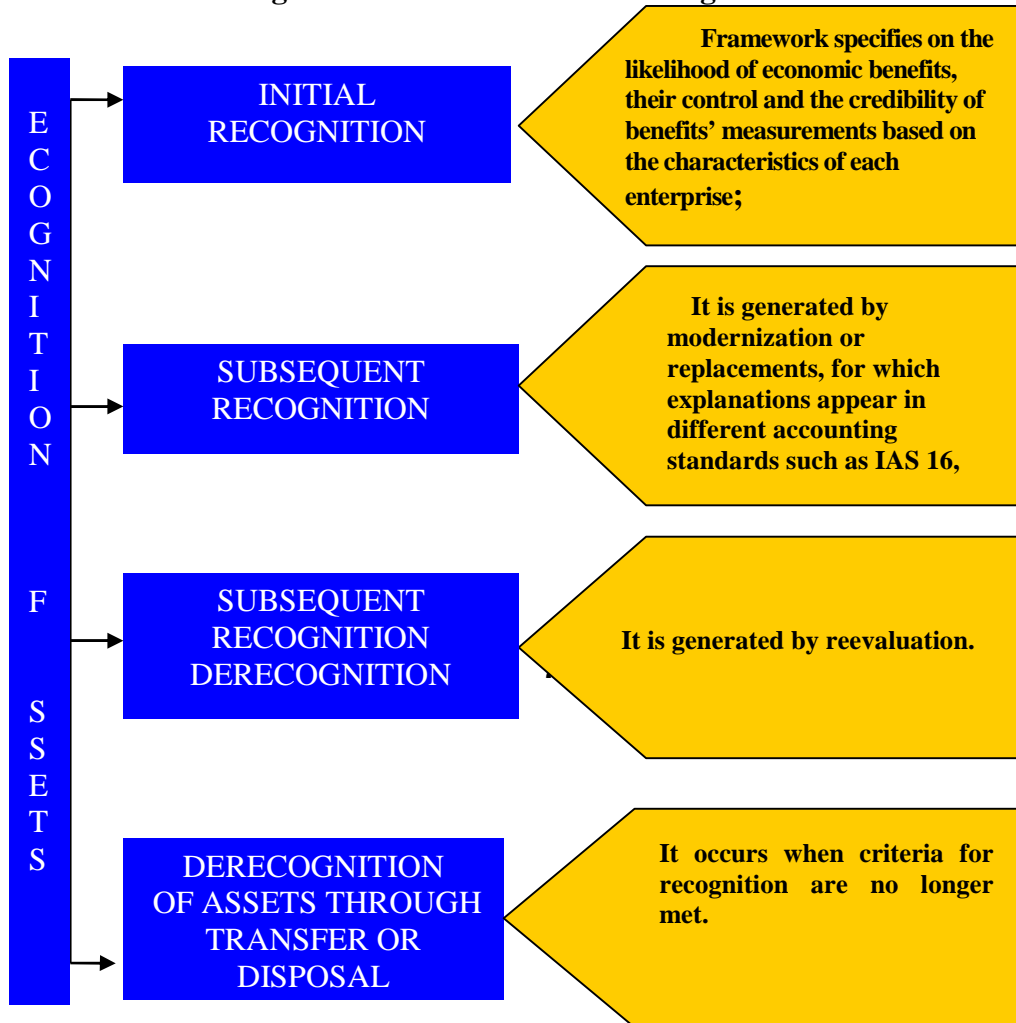 ECOGNITION
F
SSETS
INITIAL
RECOGNITION
Framework specifies on the
likelihood of economic benefits,
their control and the credibility of
benefits’ measurements based on
the characteristics of each
enterprise;
SUBSEQUENT
RECOGNITION
It is generated by
modernization or
replacements, for which
explanations appear in
different accounting
standards such as IAS 16,
SUBSEQUENT
RECOGNITION
DERECOGNITION
It is generated by reevaluation.
DERECOGNITION
OF ASSETS THROUGH
TRANSFER OR
DISPOSAL
It occurs when criteria for
recognition are no longer
met.